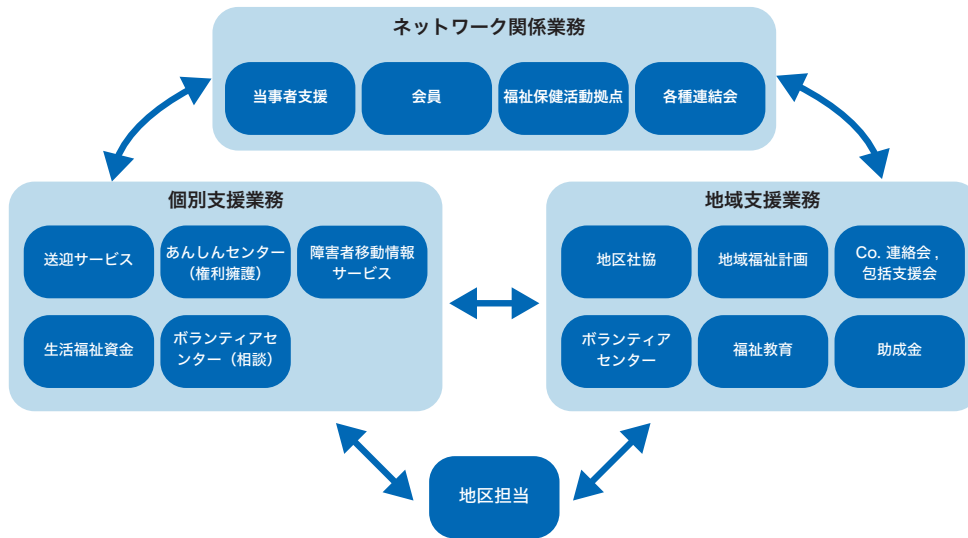 ネットワーク関係業務
当事者支援
会員
福祉保健活動拠点
各種連結会
個別支援業務
送迎サービス
あんしんセンター
（権利擁護）
障害者移動情報
サービス
生活福祉資金
ボランティアセ
ンター（相談）
地域支援業務
地区社協
地域福祉計画
Co. 連絡会 ,
包括支援会
ボランティア
センター
福祉教育
助成金
地区担当